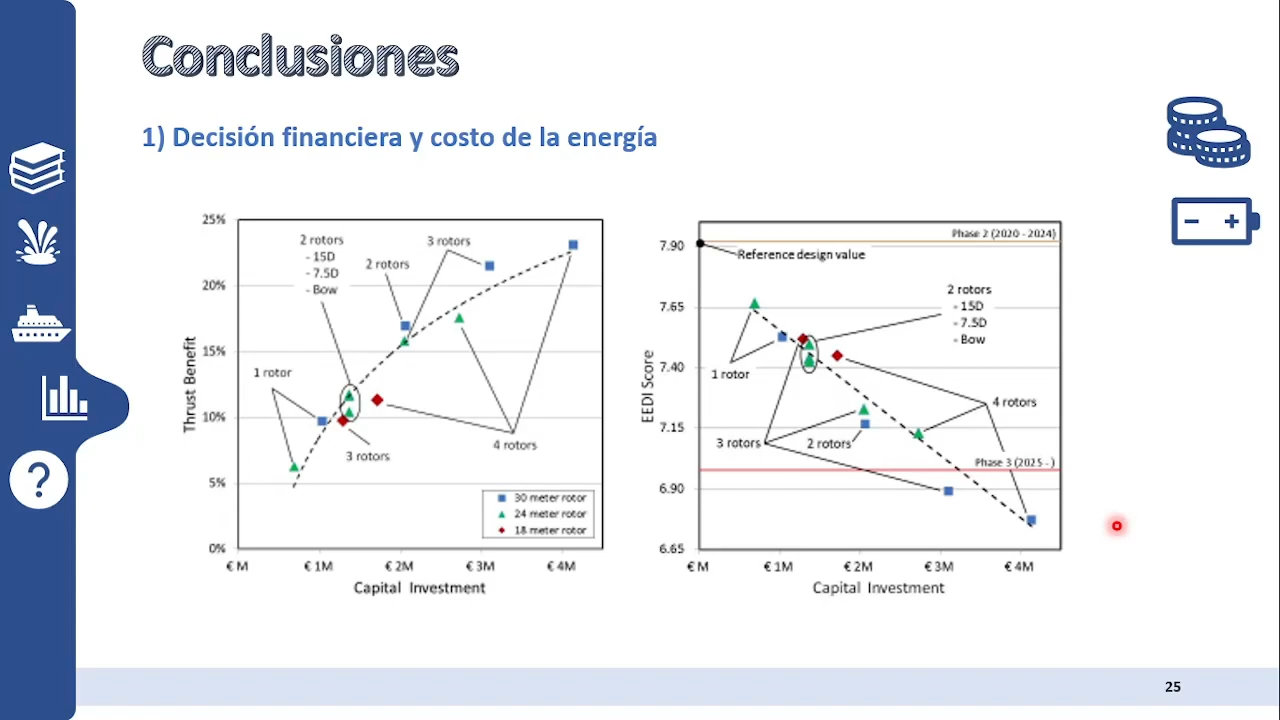 Conclusiones
1) Decisión financiera y costo de la energía
25%
20%
15%
10%
5%
0%
Thrust Benefit
2 rotors
- 15D
- 7.5D
- Bow
2 rotors
3 rotors
1 rotor
3 rotors
4 rotors
30 meter rotor
24 meter rotor
18 meter rotor
€ M
€ 1M
€ 2M
€ 3M
€ 4M
Capital Investment
7.90
7.65
7.40
7.15
6.90
6.65
EEDI Score
Phase 2 (2020 - 2024)
Reference design value
2 rotors
- 15D
- 7.5D
- Bow
1 rotor
4 rotors
3 rotors
2 rotors
Phase 3 (2025 - )
€ M
€ 1M
€ 2M
€ 3M
€ 4M
Capital Investment
?
25